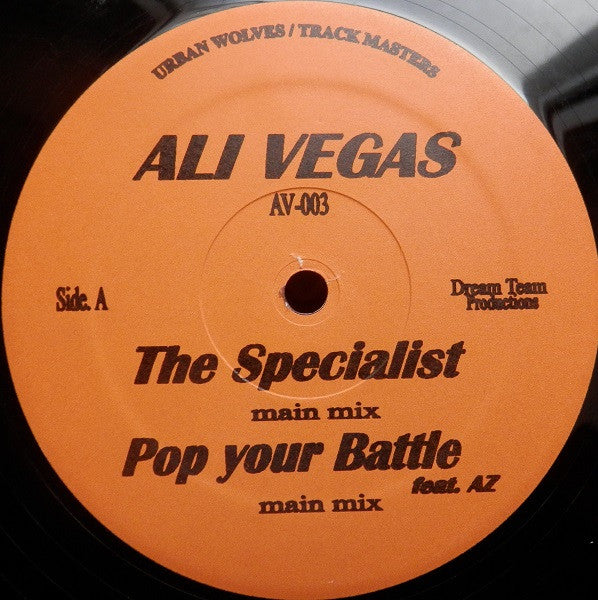 URBAN WOLVES / TRACK MASTERS
ALI VEGAS
AV-003
Side. A
Dream Team
Productions
The Specialist
main mix
Pop your Battle
feat. AZ
main mix